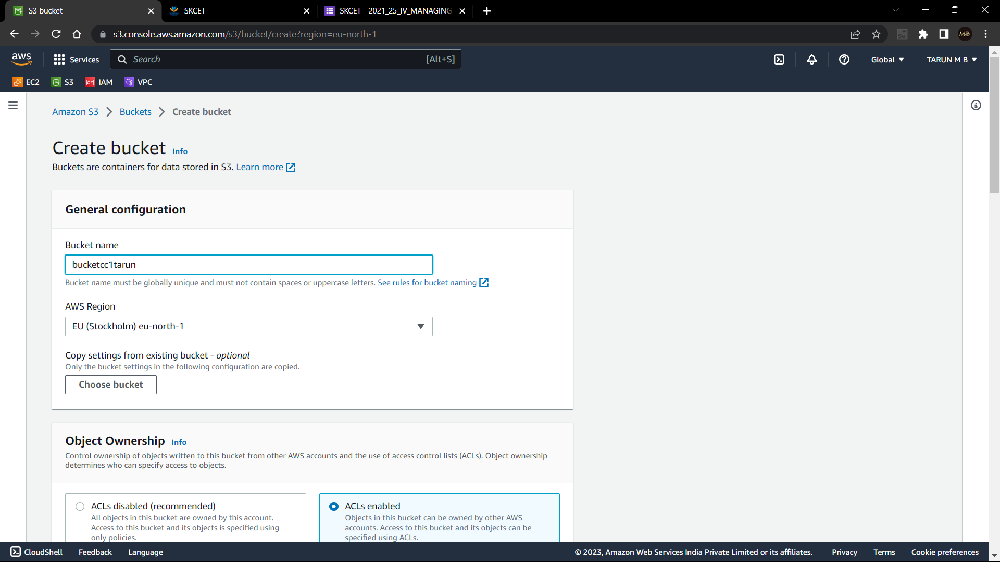 S3 bucket
SKCET
SKCET - 2021_25_IV_MANAGING
s3.console.aws.amazon.com/s3/bucket/create?region=eu-north-1
Se
M•B
aws
Services
Search
[Alt+S]
Global
TARUN M B
EC2
S3
IAM
VPC
Amazon S3
Buckets
Create bucket
Create bucket Info
Buckets are containers for data stored in S3. Learn more
General configuration
Bucket name
bucketcc1tarun
Bucket name must be globally unique and must not contain spaces or uppercase letters. See rules for bucket naming
AWS Region
EU (Stockholm) eu-north-1
Copy settings from existing bucket - optional
Only the bucket settings in the following configuration are copied.
Choose bucket
Object Ownership Info
Control ownership of objects written to this bucket from other AWS accounts and the use of access control lists (ACLs). Object ownership
determines who can specify access to objects.
ACLs disabled (recommended)
All objects in this bucket are owned by this account.
Access to this bucket and its objects is specified using
only policies.
ACLs enabled
Objects in this bucket can be owned by other AWS
accounts. Access to this bucket and its objects can be
specified using ACLs.
CloudShell
Feedback
Language
© 2023, Amazon Web Services India Private Limited or its affiliates.
Privacy
Terms
Cookie preferences